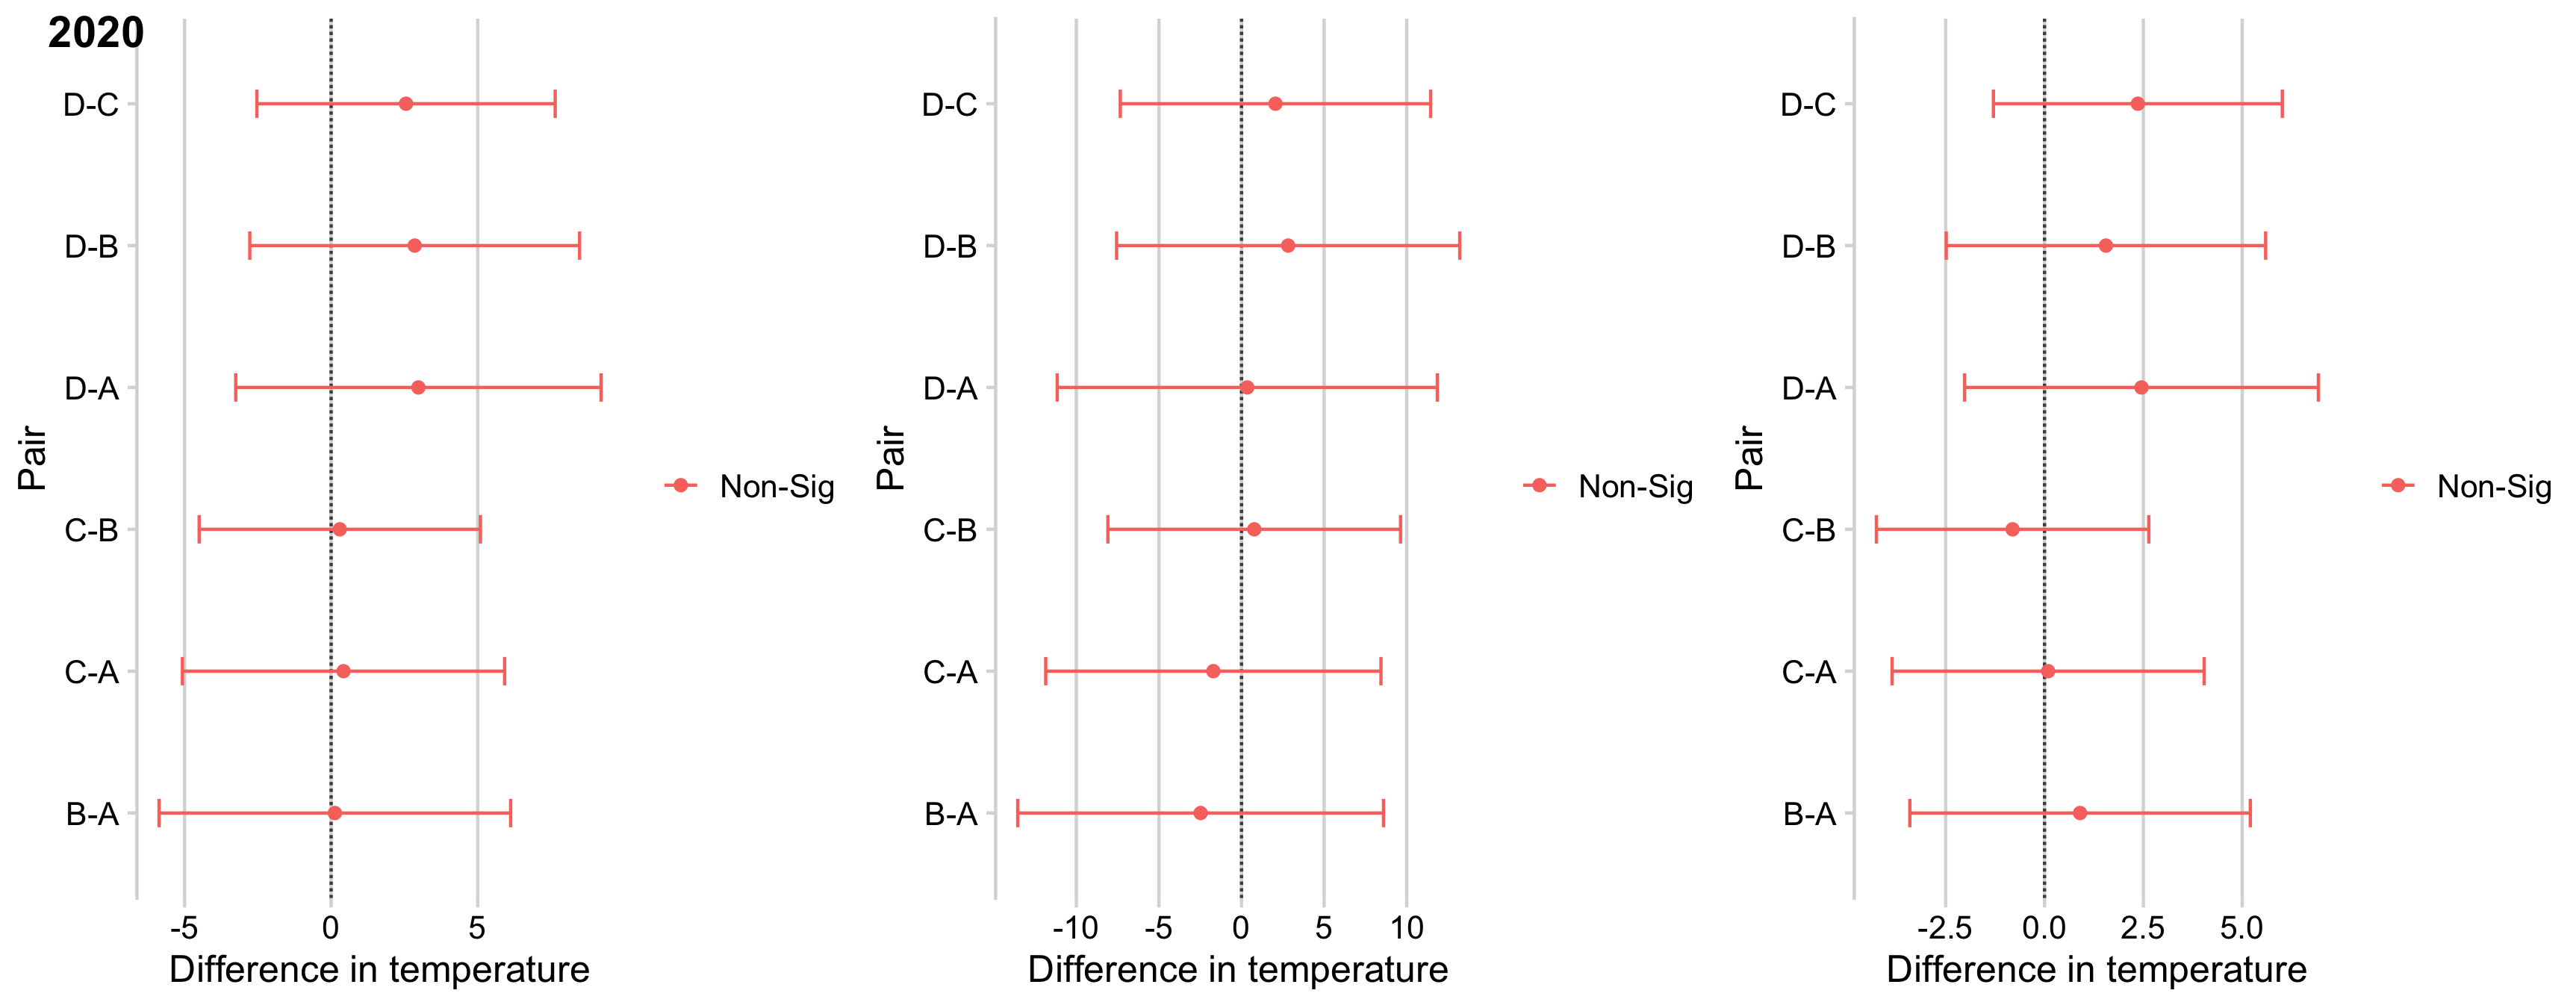 2020
D-C
D-B
D-A
C-B
C-A
B-A
Pair
-5 0 5
Difference in temperature
Non-Sig
D-C
D-B
D-A
C-B
C-A
B-A
Pair
-10 -5 0 5 10
Difference in temperature
Non-Sig
D-C
D-B
D-A
C-B
C-A
B-A
Pair
-2.5 0.0 2.5 5.0
Difference in temperature
Non-Sig